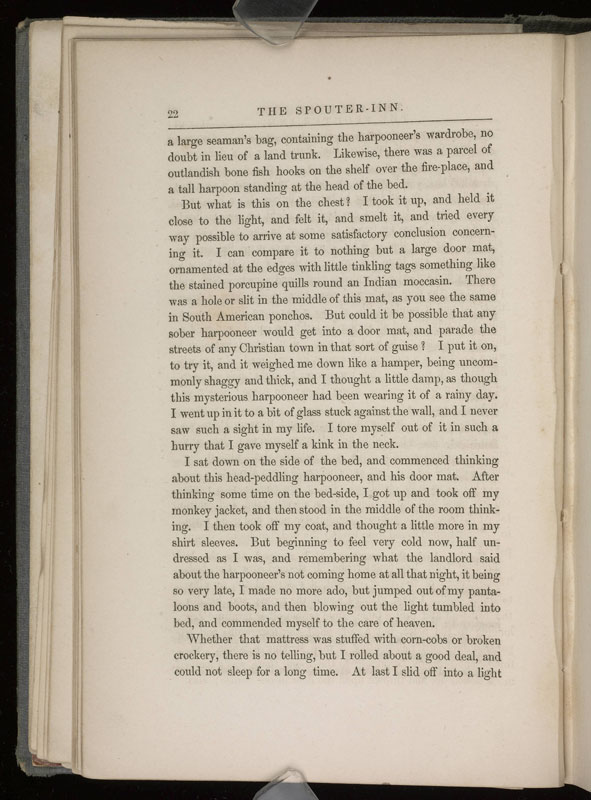 22
THE SPOUTER-INN.
a large seaman's bag, containing the harpooneer's wardrobe, no
doubt in lieu of a land trunk. Likewise, there was a parcel of
outlandish bone fish hooks on the shelf over the fire-place, and
a tall harpoon standing at the head of the bed.
But what is this on the chest? I took it up, and held it
close to the light, and felt it, and smelt it, and tried every
way possible to arrive at some satisfactory conclusion concern-
ing it. I can compare it to nothing but a large door mat,
ornamented at the edges with little tinkling tags something like
the stained porcupine quills round an Indian moccasin. There
was a hole or slit in the middle of this mat, as you see the same
in South American ponchos. But could it be possible that any
sober harpooneer would get into a door mat, and parade the
streets of any Christian town in that sort of guise? I put it on,
to try it, and it weighed me down like a hamper, being uncom-
monly shaggy and thick, and I thought a little damp, as though
this mysterious harpooneer had been wearing it of a rainy day.
I went up in it to a bit of glass stuck against the wall, and I never
saw such a sight in my life. I tore myself out of it in such a
hurry that I gave myself a kink in the neck.
I sat down on the side of the bed, and commenced thinking
about this head-peddling harpooneer, and his door mat. After
thinking some time on the bed-side, I got up and took off my
monkey jacket, and then stood in the middle of the room think-
ing. I then took off my coat, and thought a little more in my
shirt sleeves. But beginning to feel very cold now, half un-
dressed as I was, and remembering what the landlord said
about the harpooneer's not coming home at all that night, it being
so very late, I made no more ado, but jumped out of my panta-
loons and boots, and then blowing out the light tumbled into
bed, and commended myself to the care of heaven.
Whether that mattress was stuffed with corn-cobs or broken
crockery, there is no telling, but I rolled about a good deal, and
could not sleep for a long time. At last I slid off into a light